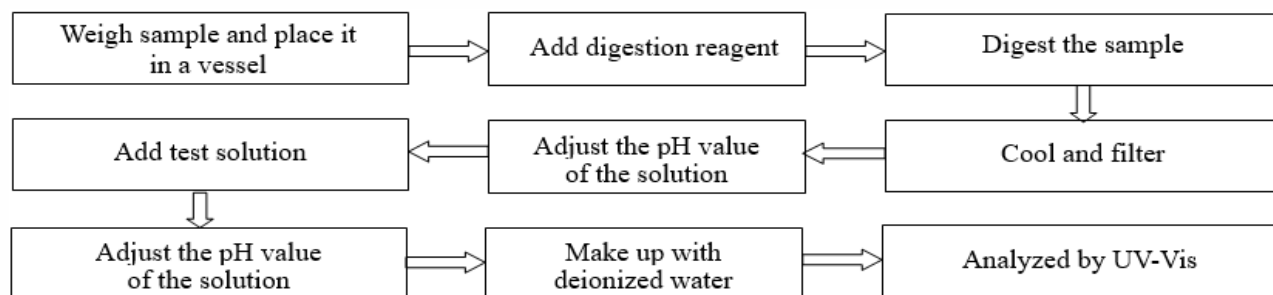 Weigh sample and place it
in a vessel
Add digestion reagent
Digest the sample
Cool and filter
Adjust the pH value
of the solution
Add test solution
Adjust the pH value
of the solution
Make up with
deionized water
Analyzed by UV-Vis